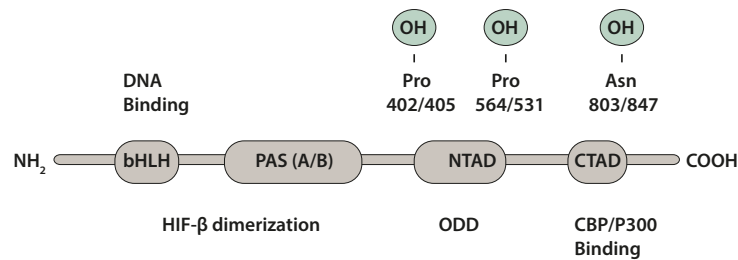 OH OH OH
DNA Binding
Pro 402/405
Pro 564/531
Asn 803/847
NH₂ bHLH PAS (A/B) NTAD CTAD COOH
HIF-β dimerization ODD CBP/P300 Binding